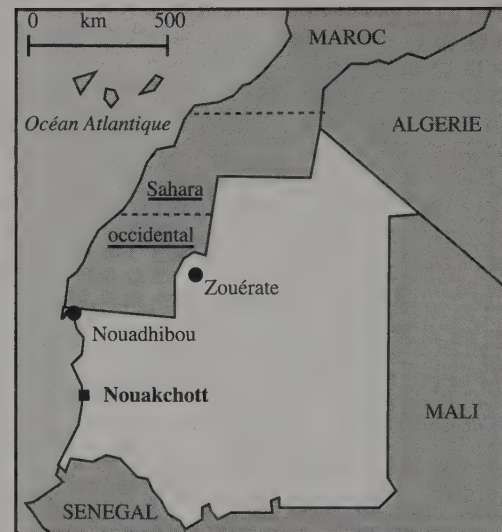 0 km 500
MAROC
Océan Atlantique
ALGERIE
Sahara
occidental
Zouérate
Nouadhibou
Nouakchott
MALI
SENEGAL